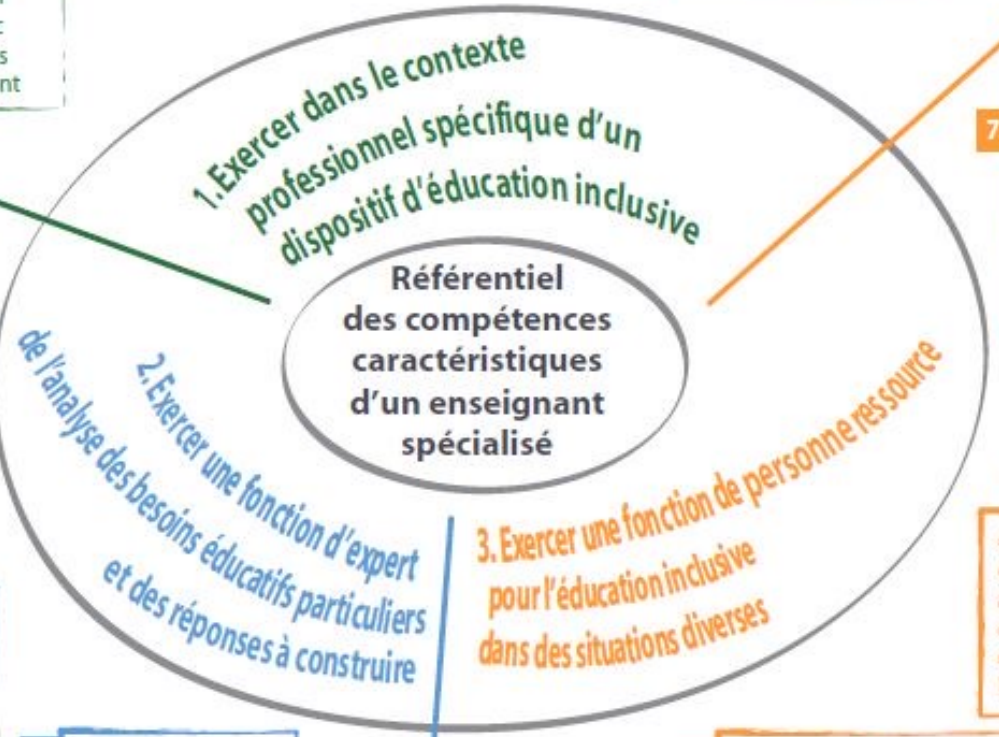 nt
1. Exercer dans le contexte
professionnel spécifique d'un
dispositif d'éducation inclusive
7
Référentiel
des compétences
caractéristiques
d'un enseignant
spécialisé
2. Exercer une fonction d'expert
de l'analyse des besoins éducatifs particuliers
et des réponses à construire
3. Exercer une fonction de personne ressource
pour l'éducation inclusive
dans des situations diverses